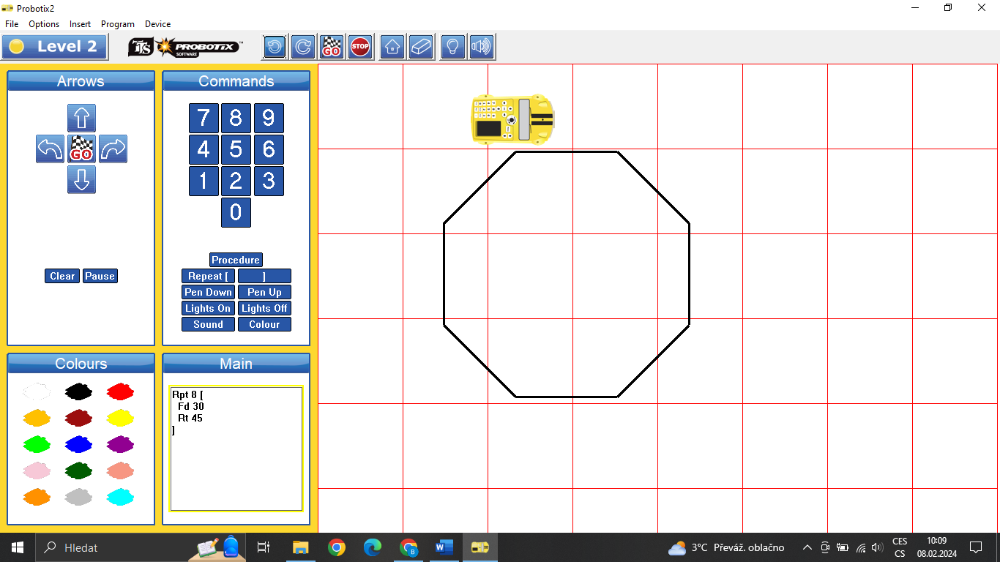 Probotix2
File Options Insert Program Device
Level 2
TTS PROBOTIX™
SOFTWARE
GO
STOP
Arrows
Commands
GO
7 8 9
4 5 6
1 2 3
0
Procedure
Clear Pause
Repeat [ ]
Pen Down Pen Up
Lights On Lights Off
Sound Colour
Colours
Main
Rpt 8 [
Fd 30
Rt 45
]
Hledat
3°C Převáž. oblačno
CES
CS
10:09
08.02.2024